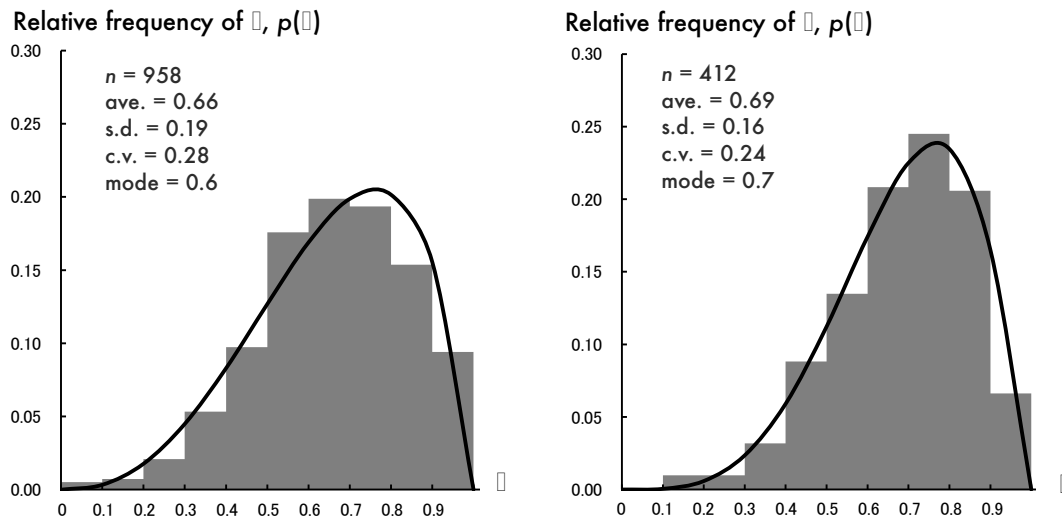 Relative frequency of ▯, p(▯)
0.30
n = 958
ave. = 0.66
s.d. = 0.19
c.v. = 0.28
mode = 0.6
0.25
0.20
0.15
0.10
0.05
0.00
▯
0 0.1 0.2 0.3 0.4 0.5 0.6 0.7 0.8 0.9
Relative frequency of ▯, p(▯)
0.30
n = 412
ave. = 0.69
s.d. = 0.16
c.v. = 0.24
mode = 0.7
0.25
0.20
0.15
0.10
0.05
0.00
▯
0 0.1 0.2 0.3 0.4 0.5 0.6 0.7 0.8 0.9